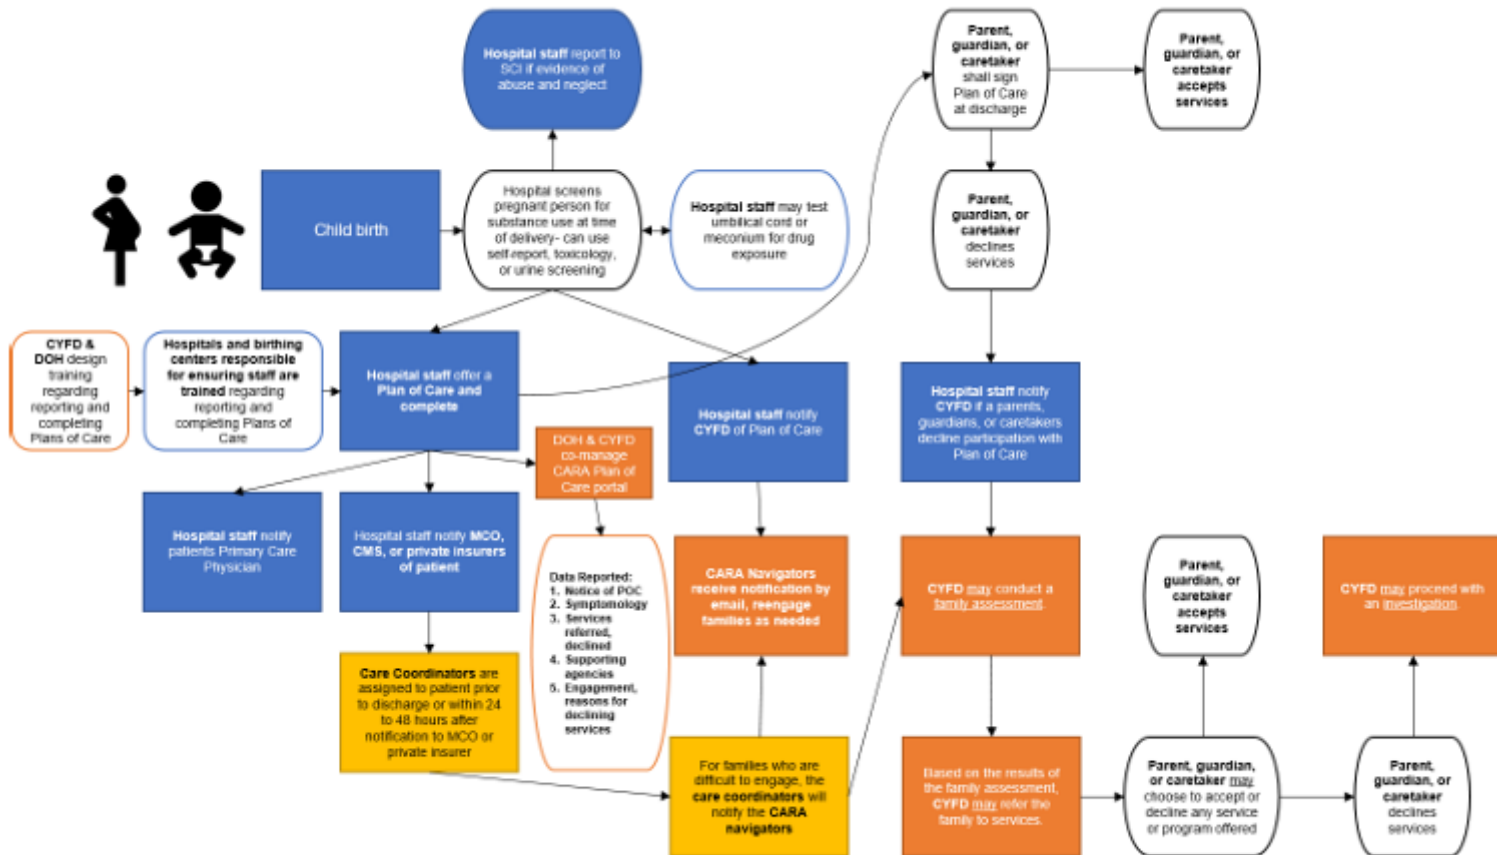 Hospital staff report to
SCI if evidence of
abuse and neglect
Parent,
guardian, or
caretaker
shall sign
Plan of Care
at discharge
Parent,
guardian, or
caretaker
accepts
services
Child birth
Hospital screens
pregnant person for
substance use at time
of delivery- can use
self-report, toxicology,
or urine screening
Hospital staff may test
umbilical cord or
meconium for drug
exposure
Parent,
guardian, or
caretaker
declines
services
CYFD &
DOH design
training
regarding
reporting and
completing
Plans of Care
Hospitals and birthing
centers responsible
for ensuring staff are
trained regarding
reporting and
completing Plans of
Care
Hospital staff offer a
Plan of Care and
complete
Hospital staff notify
CYFD of Plan of Care
Hospital staff notify
CYFD if a parents,
guardians, or caretakers
decline participation with
Plan of Care
DOH & CYFD
co-manage
CARA Plan of
Care portal
Hospital staff notify
patients Primary Care
Physician
Hospital staff notify MCO,
CMS, or private insurers
of patient
Data Reported:
1. Notice of POC
2. Symptomology
3. Services
referred,
declined
4. Supporting
agencies
5. Engagement,
reasons for
declining
services
CARA Navigators
receive notification by
email, reengage
families as needed
CYFD may conduct a
family assessment.
Parent,
guardian, or
caretaker
accepts
services
CYFD may proceed with
an investigation.
Care Coordinators are
assigned to patient prior
to discharge or within 24
to 48 hours after
notification to MCO or
private insurer
For families who are
difficult to engage, the
care coordinators will
notify the CARA
navigators
Based on the results of
the family assessment,
CYFD may refer the
family to services.
Parent, guardian,
or caretaker may
choose to accept or
decline any service
or program offered
Parent,
guardian, or
caretaker
declines
services